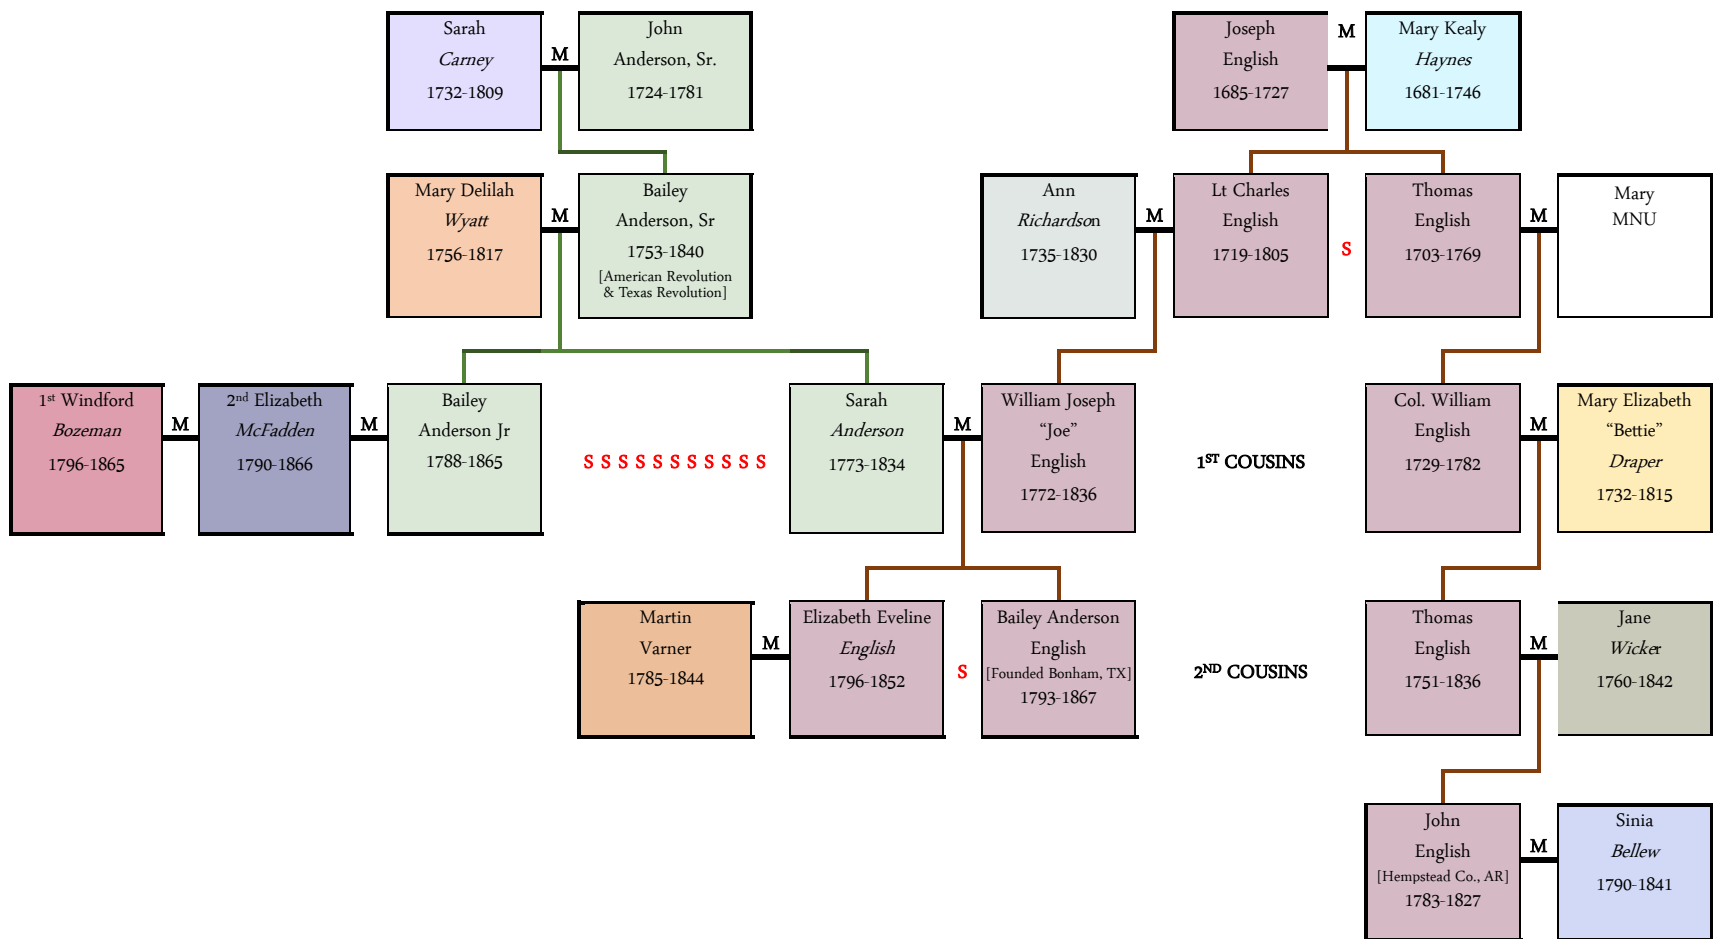 Sarah
Carney
1732-1809
M
John
Anderson, Sr.
1724-1781
Joseph
English
1685-1727
M
Mary Kealy
Haynes
1681-1746
Mary Delilah
Wyatt
1756-1817
M
Bailey
Anderson, Sr
1753-1840
[American Revolution
& Texas Revolution]
Ann
Richardson
1735-1830
M
Lt Charles
English
1719-1805
S
Thomas
English
1703-1769
M
Mary
MNU
1st Windford
Bozeman
1796-1865
M
2nd Elizabeth
McFadden
1790-1866
M
Bailey
Anderson Jr
1788-1865
S S S S S S S S S S S
Sarah
Anderson
1773-1834
M
William Joseph
“Joe”
English
1772-1836
1ST COUSINS
Col. William
English
1729-1782
M
Mary Elizabeth
“Bettie”
Draper
1732-1815
Martin
Varner
1785-1844
M
Elizabeth Eveline
English
1796-1852
S
Bailey Anderson
English
[Founded Bonham, TX]
1793-1867
2ND COUSINS
Thomas
English
1751-1836
M
Jane
Wicker
1760-1842
John
English
[Hempstead Co., AR]
1783-1827
M
Sinia
Bellew
1790-1841